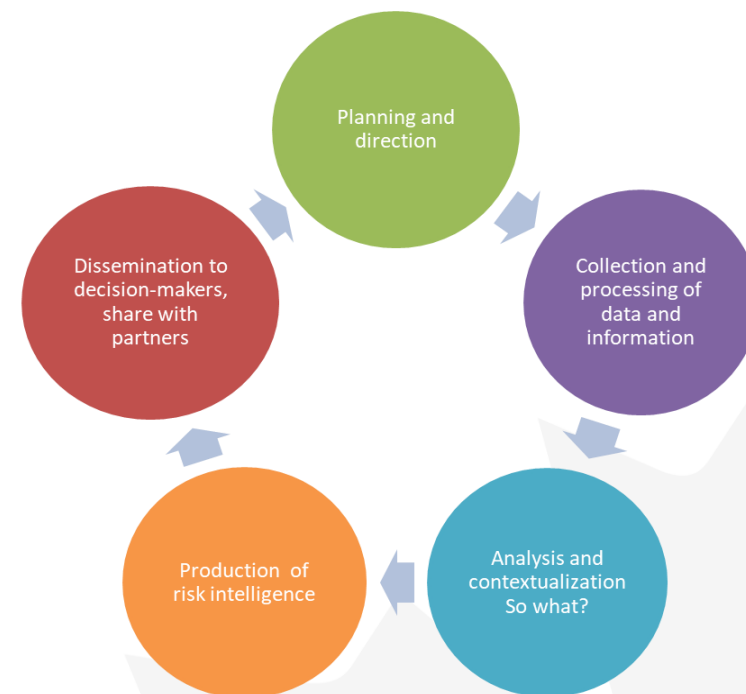 Planning and
direction
Collection and
processing of
data and
information
Analysis and
contextualization
So what?
Production  of
risk intelligence
Dissemination to
decision-makers,
share with
partners